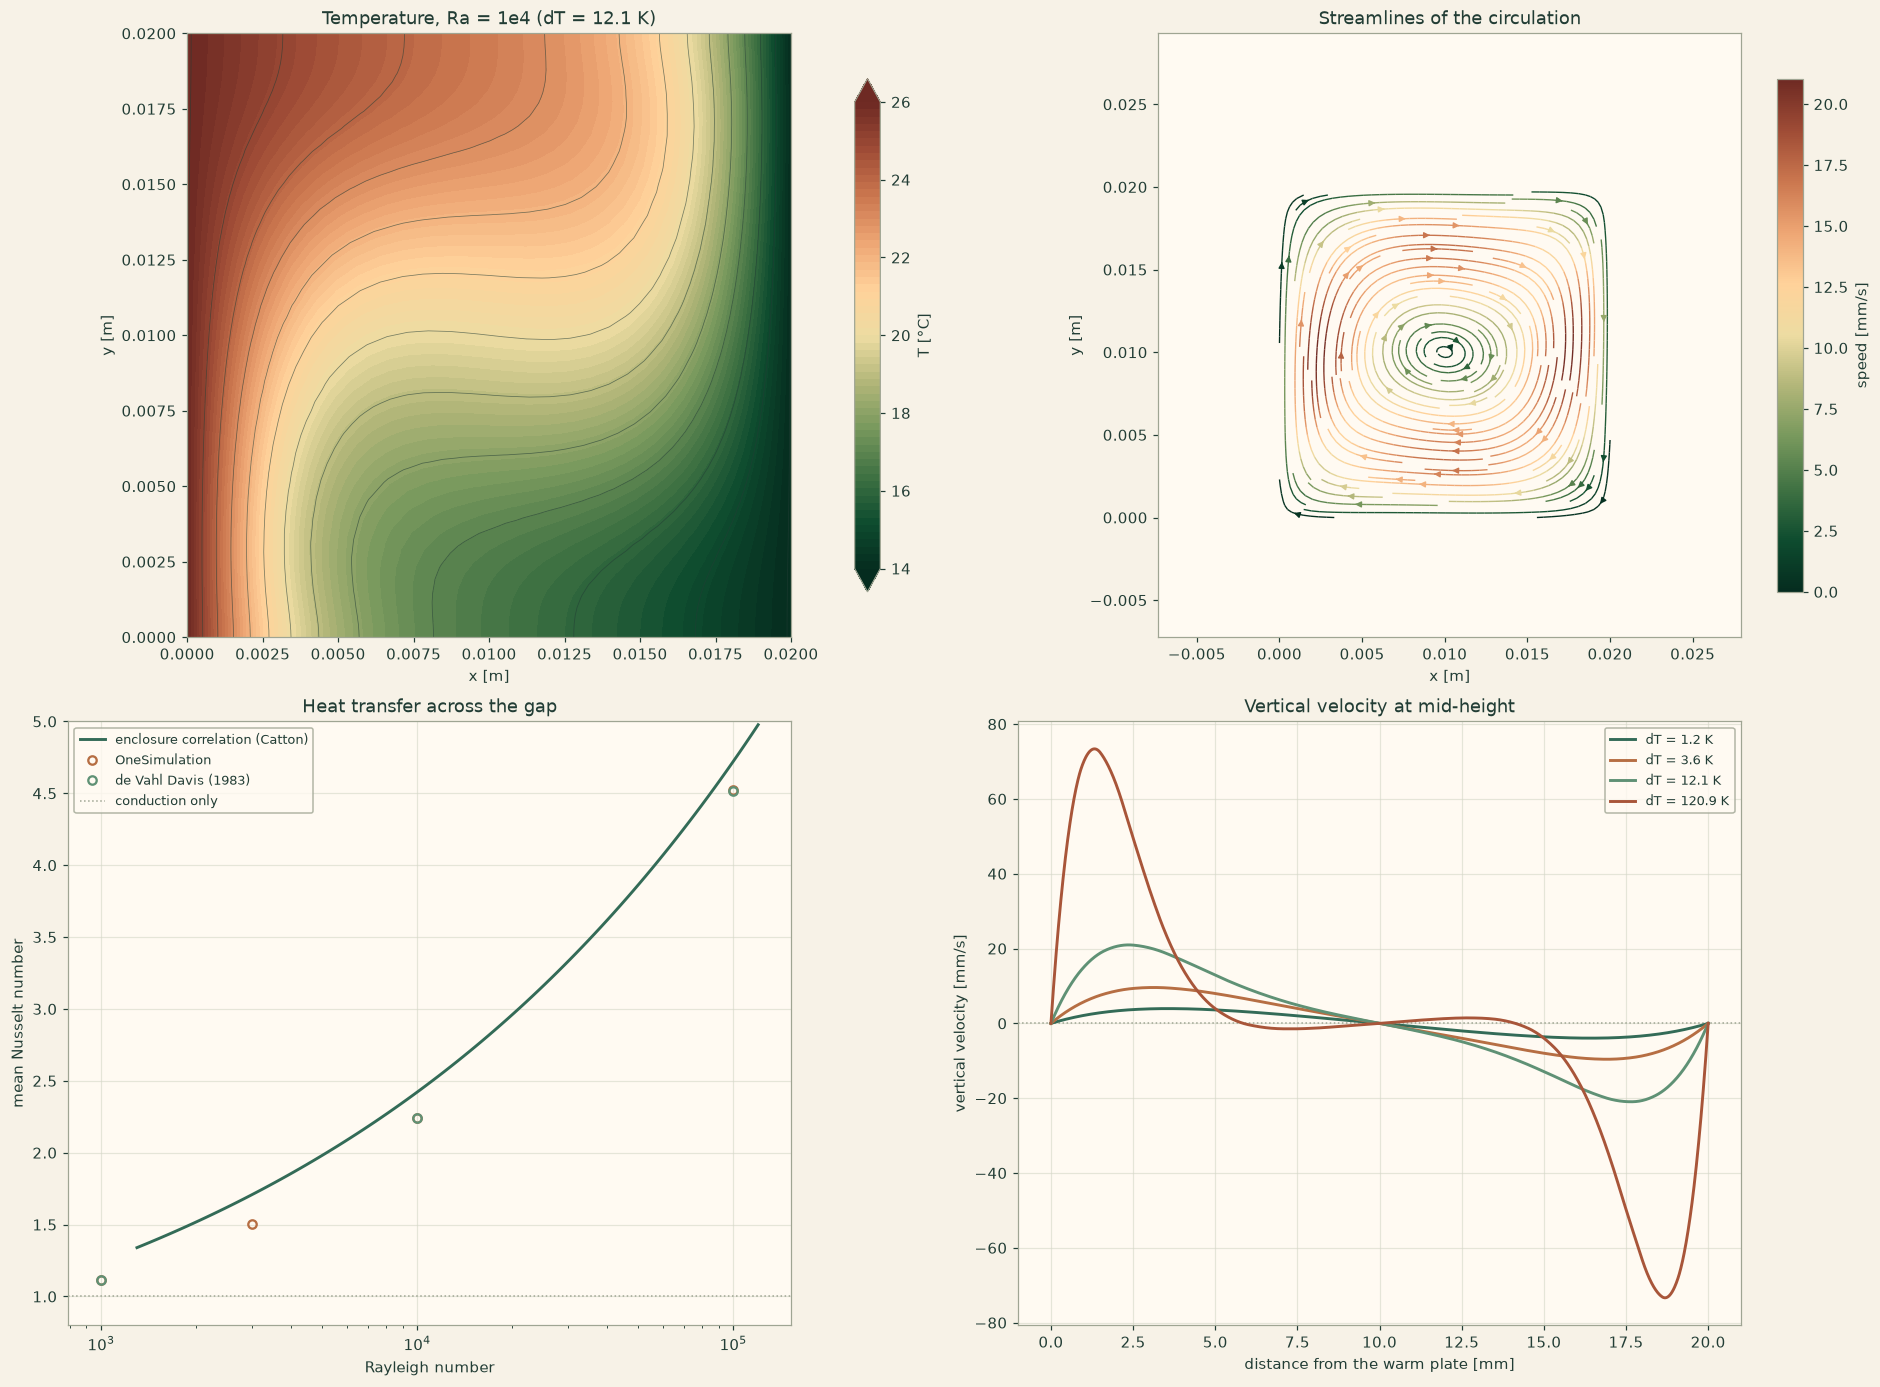 Temperature, Ra = 1e4 (dT = 12.1 K)
0.0200
0.0175
0.0150
0.0125
0.0100
0.0075
0.0050
0.0025
0.0000
y [m]
0.0000 0.0025 0.0050 0.0075 0.0100 0.0125 0.0150 0.0175 0.0200
x [m]
26
24
22
20
18
16
14
T [°C]
Streamlines of the circulation
0.025
0.020
0.015
0.010
0.005
0.000
−0.005
y [m]
−0.005 0.000 0.005 0.010 0.015 0.020 0.025
x [m]
20.0
17.5
15.0
12.5
10.0
7.5
5.0
2.5
0.0
speed [mm/s]
Heat transfer across the gap
5.0
4.5
4.0
3.5
3.0
2.5
2.0
1.5
1.0
mean Nusselt number
enclosure correlation (Catton)
OneSimulation
de Vahl Davis (1983)
conduction only
10³ 10⁴ 10⁵
Rayleigh number
Vertical velocity at mid-height
80
60
40
20
0
−20
−40
−60
−80
vertical velocity [mm/s]
dT = 1.2 K
dT = 3.6 K
dT = 12.1 K
dT = 120.9 K
0.0 2.5 5.0 7.5 10.0 12.5 15.0 17.5 20.0
distance from the warm plate [mm]